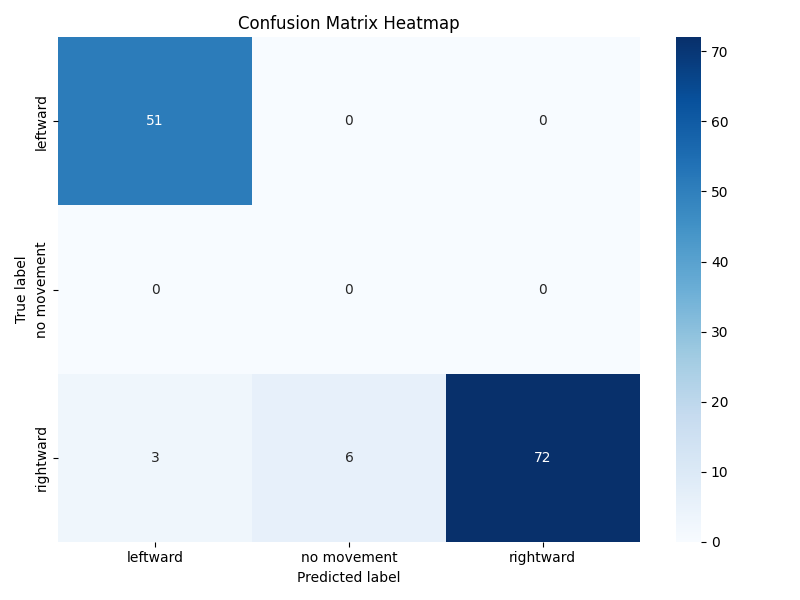 Confusion Matrix Heatmap
leftward
51
0
0
no movement
0
0
0
rightward
3
6
72
True label
leftward
no movement
rightward
Predicted label
70
60
50
40
30
20
10
0